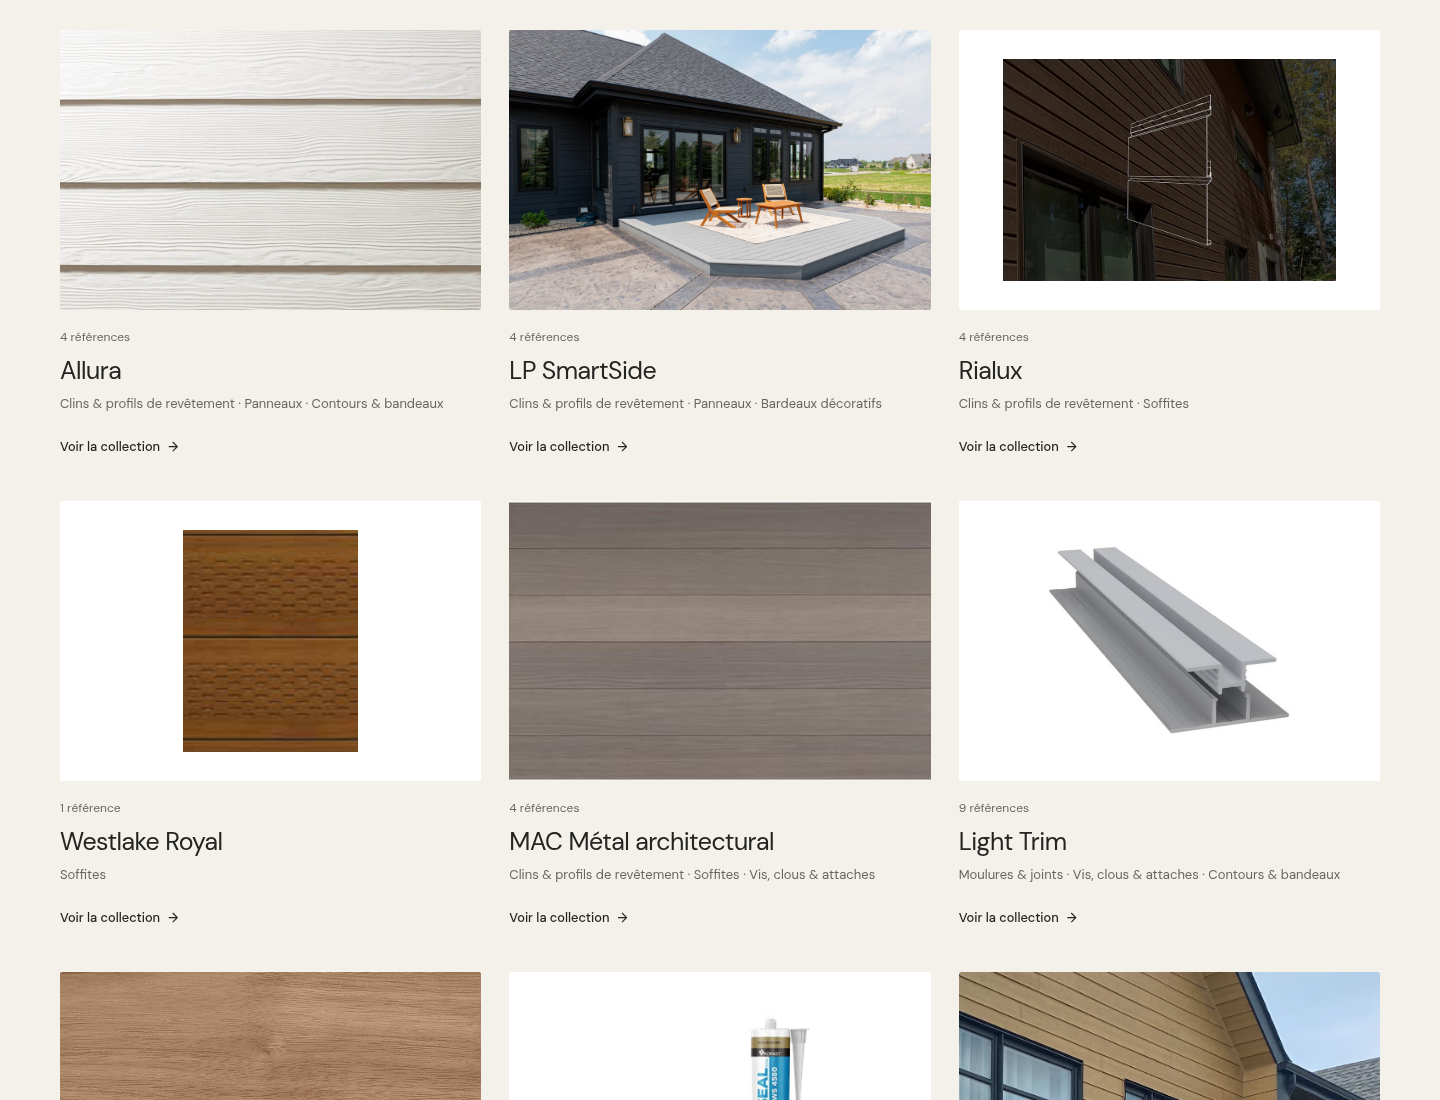 4 références
Allura
Clins & profils de revêtement · Panneaux · Contours & bandeaux
Voir la collection →
4 références
LP SmartSide
Clins & profils de revêtement · Panneaux · Bardeaux décoratifs
Voir la collection →
4 références
Rialux
Clins & profils de revêtement · Soffites
Voir la collection →
1 référence
Westlake Royal
Soffites
Voir la collection →
4 références
MAC Métal architectural
Clins & profils de revêtement · Soffites · Vis, clous & attaches
Voir la collection →
9 références
Light Trim
Moulures & joints · Vis, clous & attaches · Contours & bandeaux
Voir la collection →